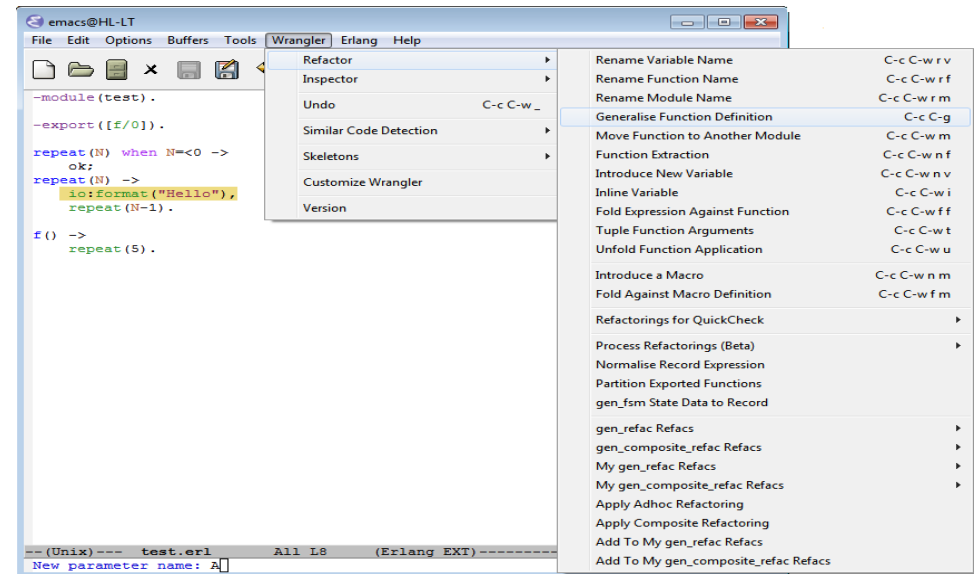 emacs@HL-LT
File Edit Options Buffers Tools Wrangler Erlang Help
-module(test).
-export([f/0]).
repeat(N) when N=<0 ->
ok;
repeat(N) ->
io:format("Hello"),
repeat(N-1).
f() ->
repeat(5).
Refactor
Inspector
Undo C-c C-w _
Similar Code Detection
Skeletons
Customize Wrangler
Version
Rename Variable Name C-c C-w r v
Rename Function Name C-c C-w r f
Rename Module Name C-c C-w r m
Generalise Function Definition C-c C-g
Move Function to Another Module C-c C-w m
Function Extraction C-c C-w n f
Introduce New Variable C-c C-w n v
Inline Variable C-c C-w i
Fold Expression Against Function C-c C-w f f
Tuple Function Arguments C-c C-w t
Unfold Function Application C-c C-w u
Introduce a Macro C-c C-w n m
Fold Against Macro Definition C-c C-w f m
Refactorings for QuickCheck
Process Refactorings (Beta)
Normalise Record Expression
Partition Exported Functions
gen_fsm State Data to Record
gen_refac Refacs
gen_composite_refac Refacs
My gen_refac Refacs
My gen_composite_refac Refacs
Apply Adhoc Refactoring
Apply Composite Refactoring
Add To My gen_refac Refacs
Add To My gen_composite_refac Refacs
--(Unix)--- test.erl All L8 (Erlang EXT)----------
New parameter name: A